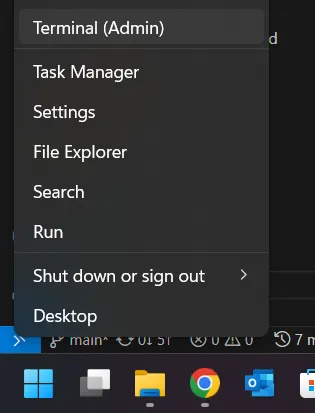 Terminal (Admin)
d
Task Manager
Settings
File Explorer
Search
Run
Shut down or sign out
Desktop
main* 0↓ 5↑ 0 0 7 m